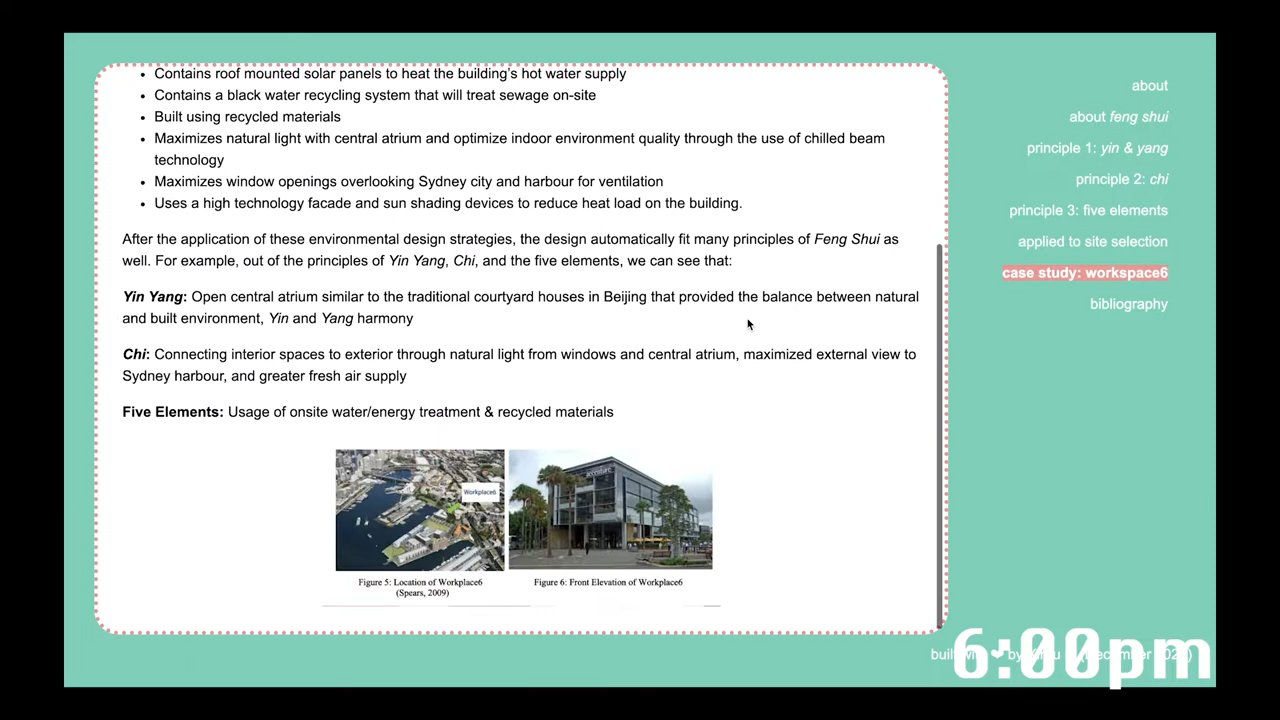 Contains roof mounted solar panels to heat the building's hot water supply
Contains a black water recycling system that will treat sewage on-site
Built using recycled materials
Maximizes natural light with central atrium and optimize indoor environment quality through the use of chilled beam
technology
Maximizes window openings overlooking Sydney city and harbour for ventilation
Uses a high technology facade and sun shading devices to reduce heat load on the building.
After the application of these environmental design strategies, the design automatically fit many principles of Feng Shui as
well. For example, out of the principles of Yin Yang, Chi, and the five elements, we can see that:
Yin Yang: Open central atrium similar to the traditional courtyard houses in Beijing that provided the balance between natural
and built environment, Yin and Yang harmony
Chi: Connecting interior spaces to exterior through natural light from windows and central atrium, maximized external view to
Sydney harbour, and greater fresh air supply
Five Elements: Usage of onsite water/energy treatment & recycled materials
Workplace6
accenture
Figure 5: Location of Workplace6
(Spears, 2009)
Figure 6: Front Elevation of Workplace6
about
about feng shui
principle 1: yin & yang
principle 2: chi
principle 3: five elements
applied to site selection
case study: workspace6
bibliography
6:00pm